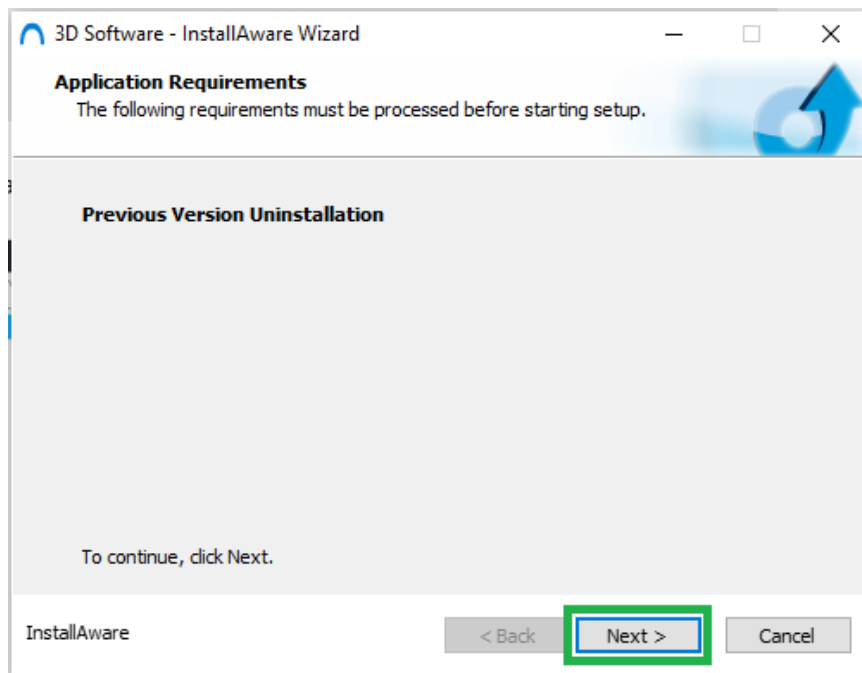 3D Software - InstallAware Wizard
Application Requirements
The following requirements must be processed before starting setup.
Previous Version Uninstallation
To continue, click Next.
InstallAware
< Back
Next >
Cancel